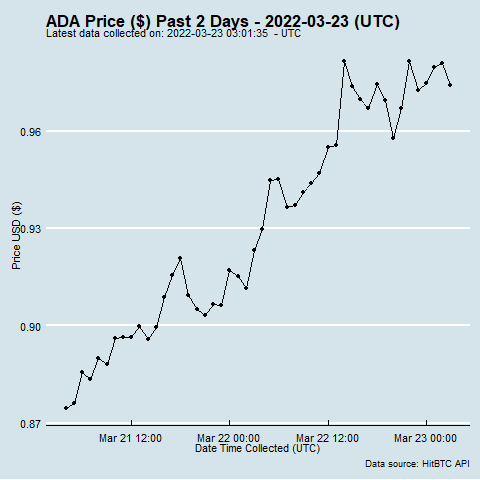 ADA Price ($) Past 2 Days - 2022-03-23 (UTC)
Latest data collected on: 2022-03-23 03:01:35 - UTC
0.96
0.93
0.90
0.87
Price USD ($)
Mar 21 12:00
Mar 22 00:00
Mar 22 12:00
Mar 23 00:00
Date Time Collected (UTC)
Data source: HitBTC API